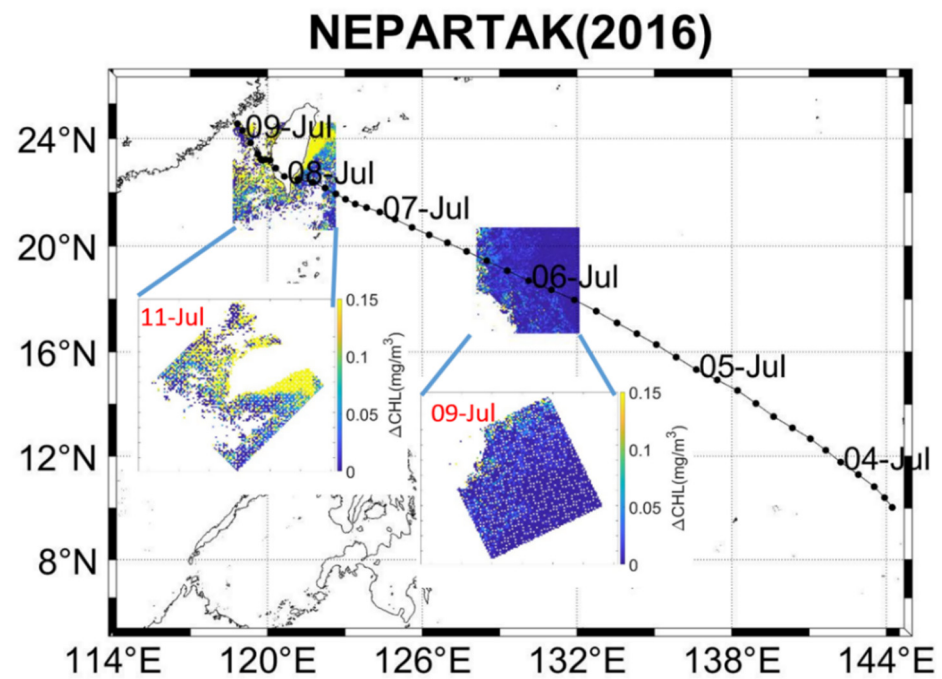 NEPARTAK(2016)
24°N
20°N
16°N
12°N
8°N
09-Jul
08-Jul
07-Jul
06-Jul
05-Jul
04-Jul
11-Jul
0.15
0.1
0.05
0
ΔCHL(mg/m³)
09-Jul
0.15
0.1
0.05
0
ΔCHL(mg/m³)
114°E
120°E
126°E
132°E
138°E
144°E